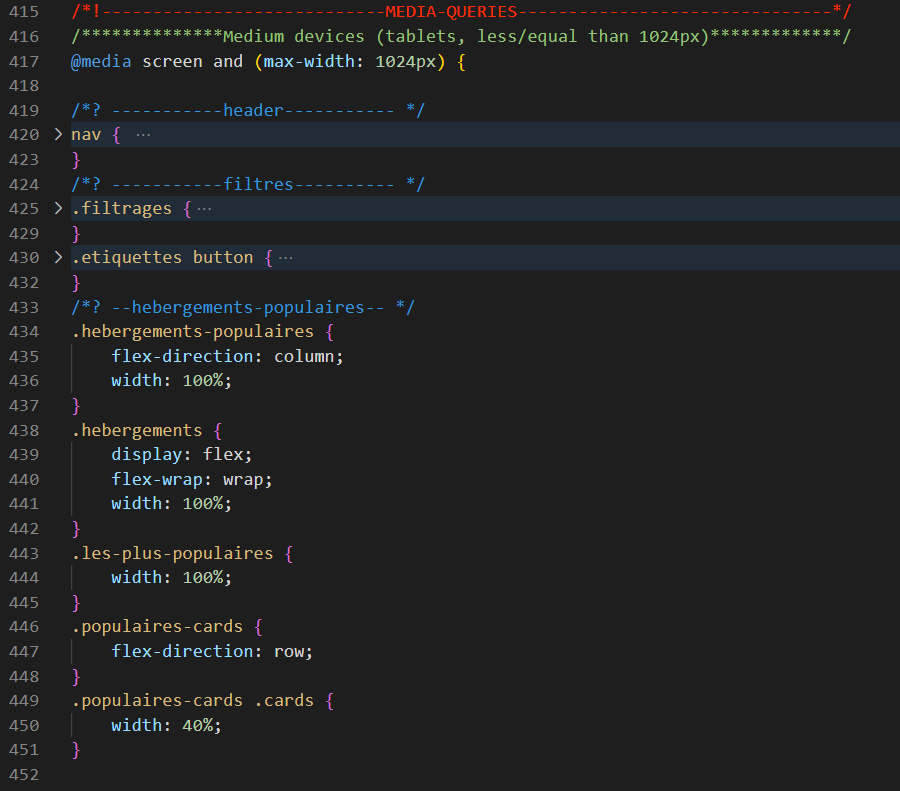 415 /*!----------------------------MEDIA-QUERIES-------------------------------*/
416 /**************Medium devices (tablets, less/equal than 1024px)*************/
417 @media screen and (max-width: 1024px) {
418
419 /*? -----------header----------- */
420 > nav { ···
423 }
424 /*? -----------filtres---------- */
425 > .filtrages { ···
429 }
430 > .etiquettes button { ···
432 }
433 /*? --hebergements-populaires-- */
434 .hebergements-populaires {
435     flex-direction: column;
436     width: 100%;
437 }
438 .hebergements {
439     display: flex;
440     flex-wrap: wrap;
441     width: 100%;
442 }
443 .les-plus-populaires {
444     width: 100%;
445 }
446 .populaires-cards {
447     flex-direction: row;
448 }
449 .populaires-cards .cards {
450     width: 40%;
451 }
452